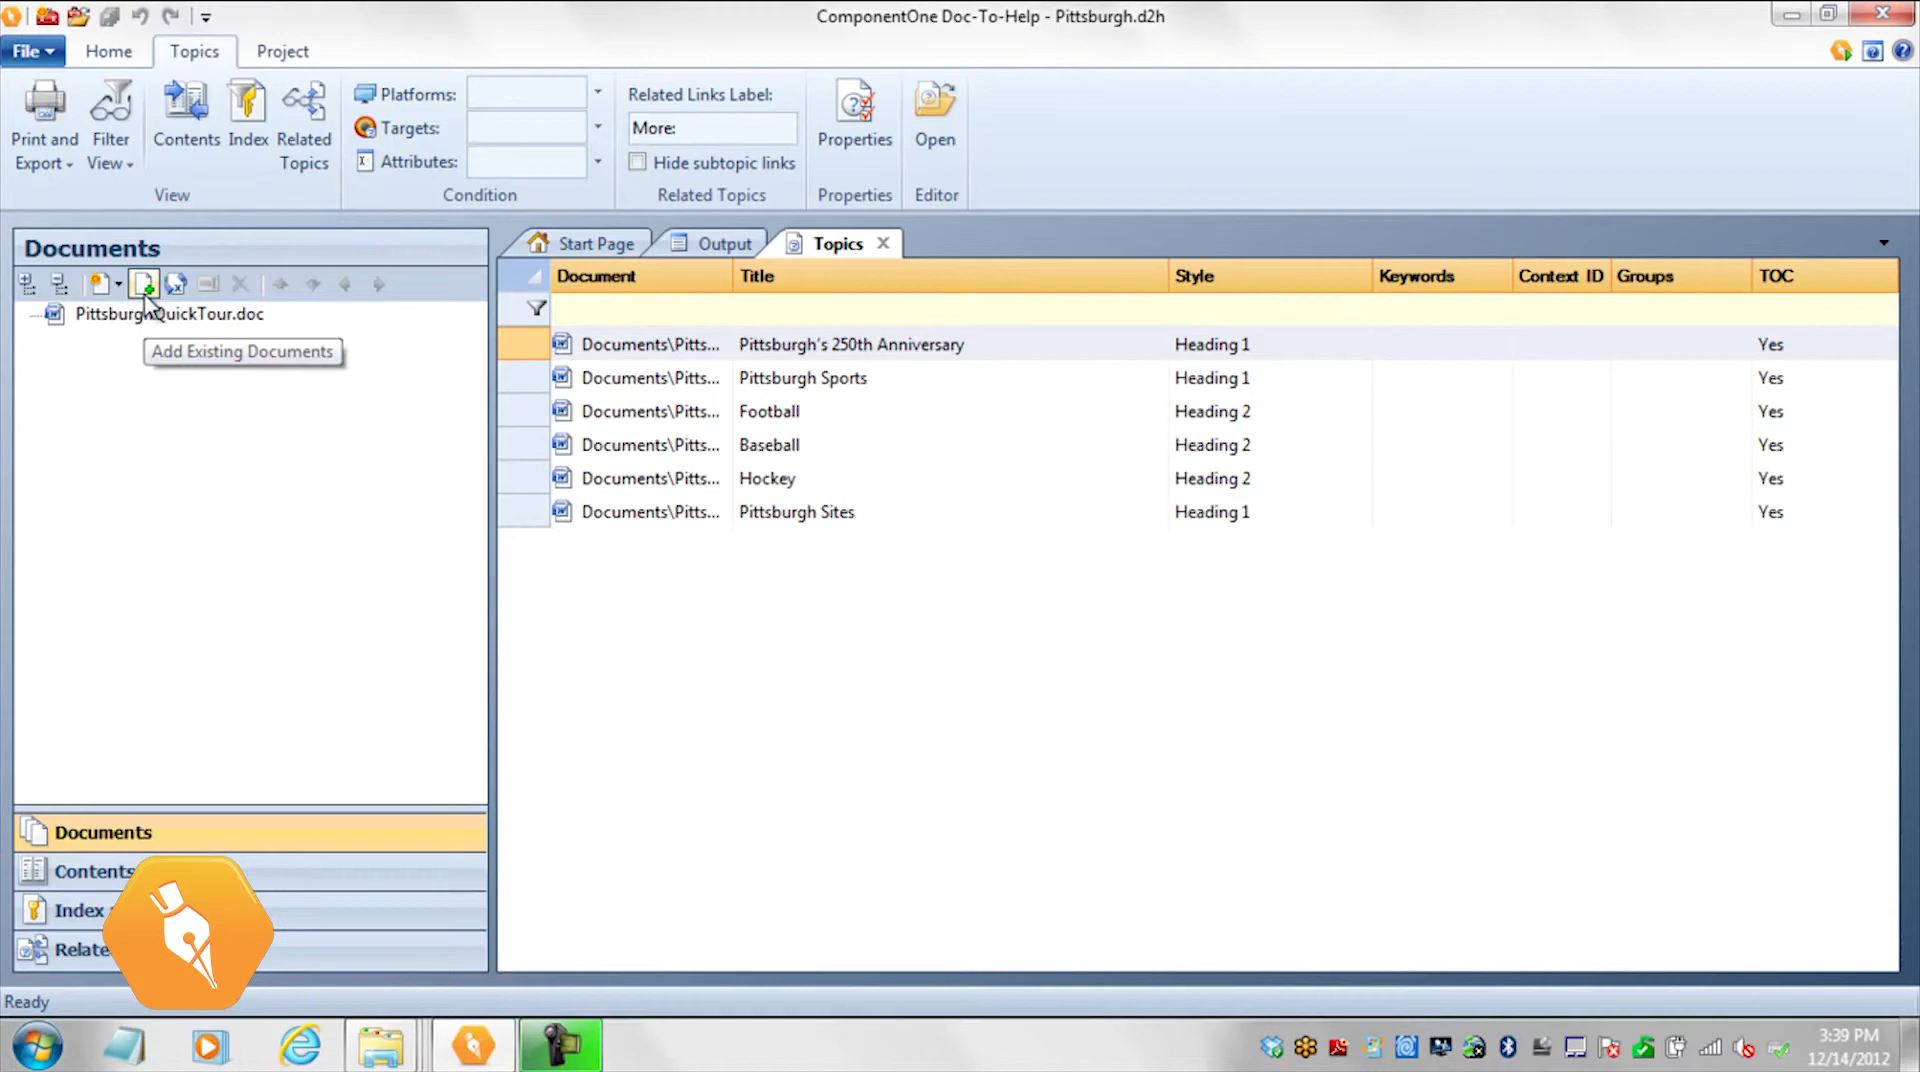 ComponentOne Doc-To-Help - Pittsburgh.d2h
File Home Topics Project
Print and Export
Filter View
Contents
Index
Related Topics
View
Platforms:
Targets:
Attributes:
Condition
Related Links Label:
More:
Hide subtopic links
Related Topics
Properties
Properties
Open
Editor
Documents
Start Page
Output
Topics
Document Title Style Keywords Context ID Groups TOC
QuickTour.doc
Add Existing Documents
Documents\Pitts... Pittsburgh's 250th Anniversary Heading 1 Yes
Documents\Pitts... Pittsburgh Sports Heading 1 Yes
Documents\Pitts... Football Heading 2 Yes
Documents\Pitts... Baseball Heading 2 Yes
Documents\Pitts... Hockey Heading 2 Yes
Documents\Pitts... Pittsburgh Sites Heading 1 Yes
Documents
Contents
Index
Relate
Ready
3:39 PM
12/14/2012